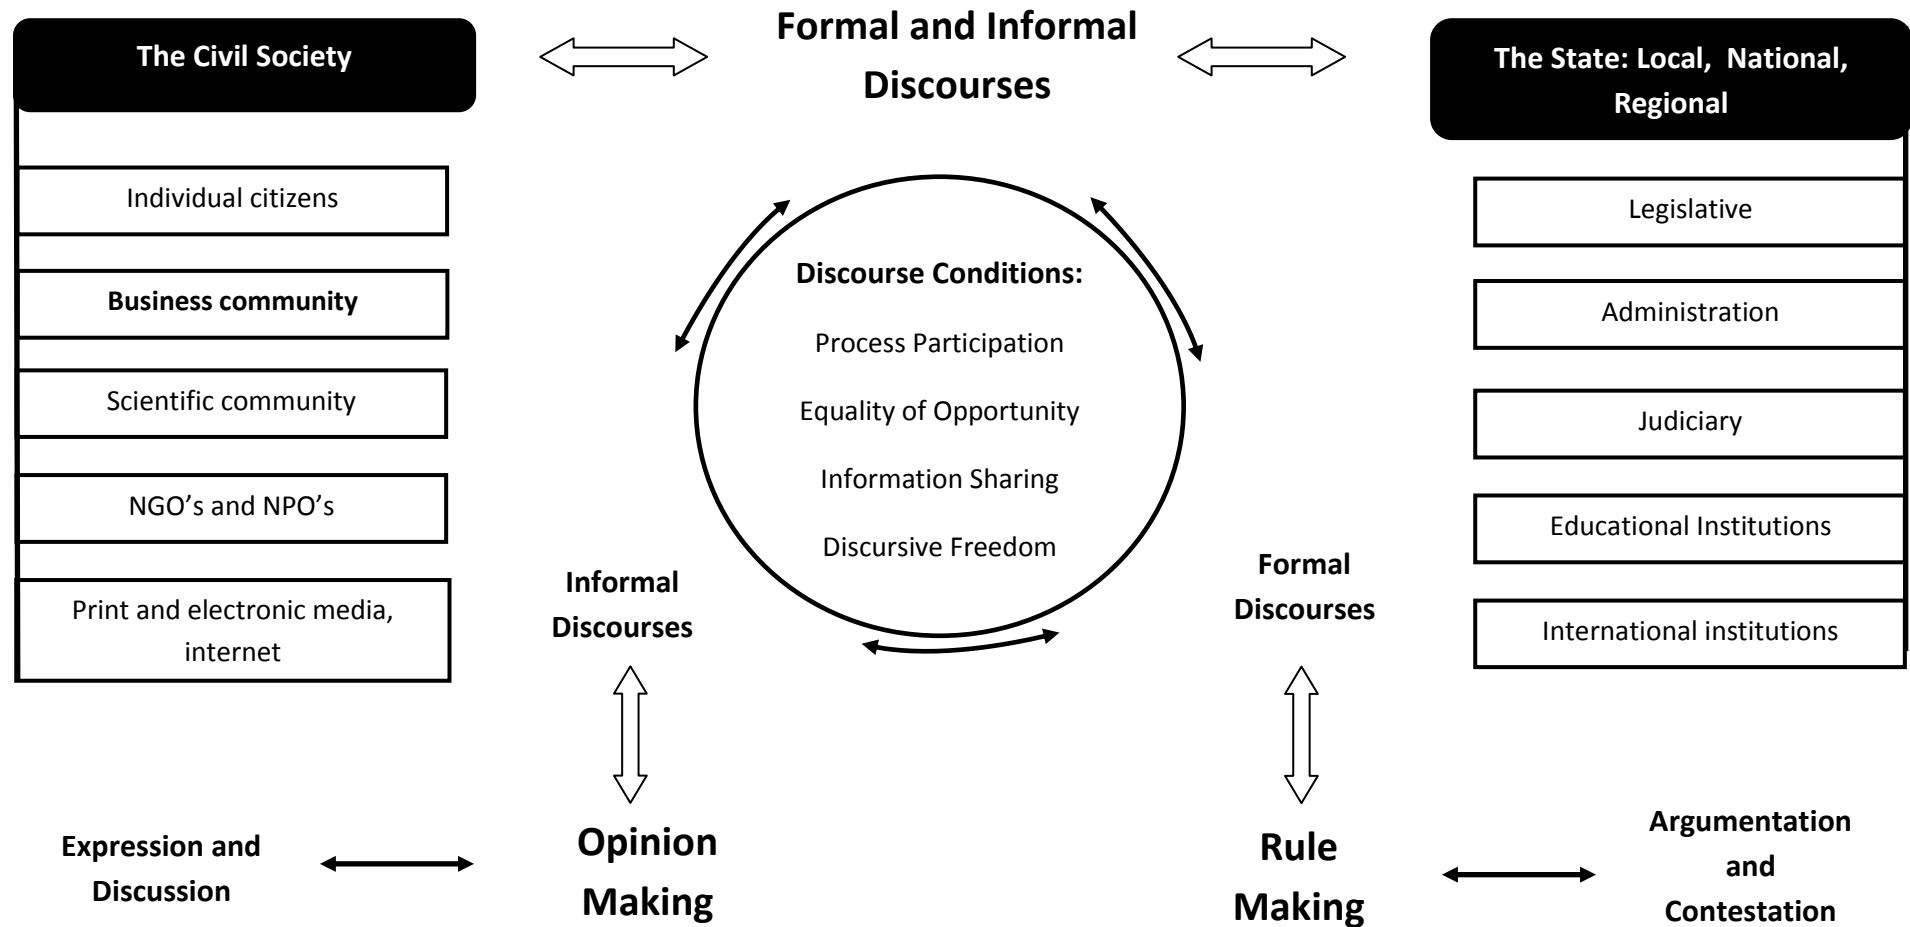 The Civil Society
Formal and Informal
Discourses
The State: Local, National,
Regional
Individual citizens
Business community
Scientific community
NGO’s and NPO’s
Print and electronic media,
internet
Discourse Conditions:
Process Participation
Equality of Opportunity
Information Sharing
Discursive Freedom
Legislative
Administration
Judiciary
Educational Institutions
International institutions
Informal
Discourses
Formal
Discourses
Expression and
Discussion
Opinion
Making
Rule
Making
Argumentation
and
Contestation